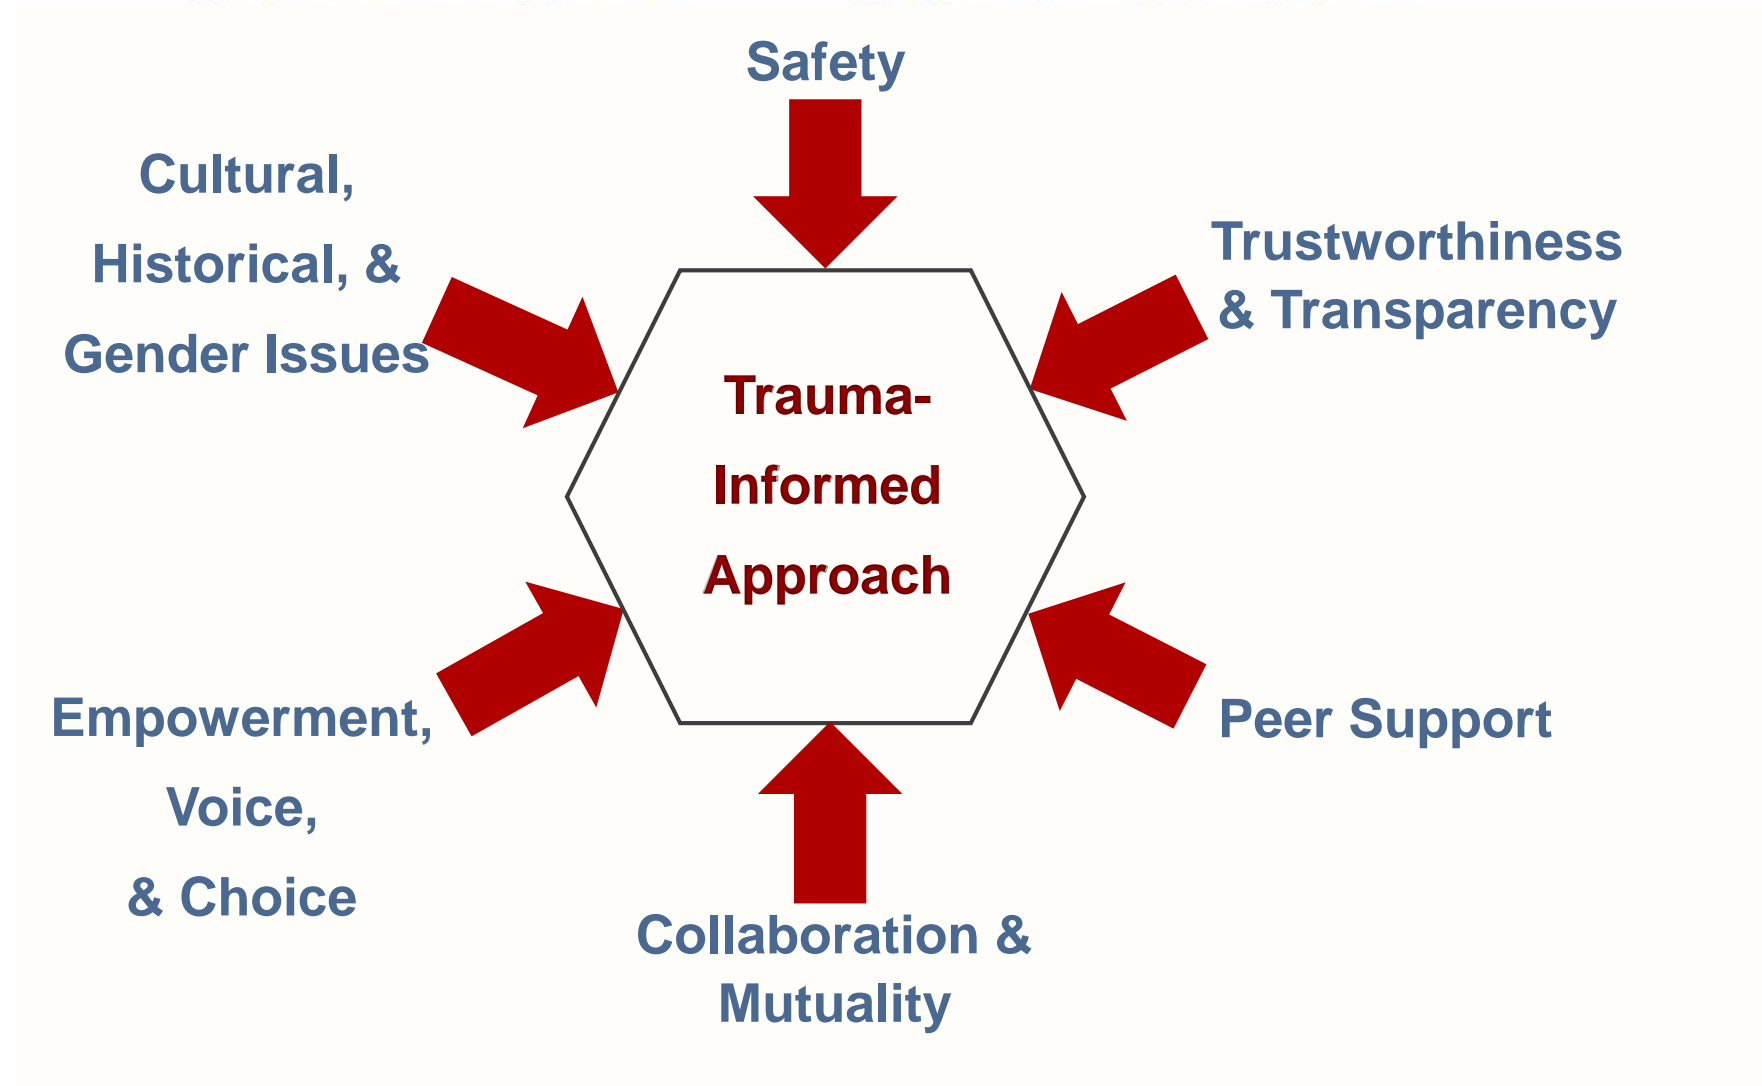 Safety
Cultural,
Historical, &
Gender Issues
Trustworthiness
& Transparency
Trauma-
Informed
Approach
Empowerment,
Voice,
& Choice
Peer Support
Collaboration &
Mutuality